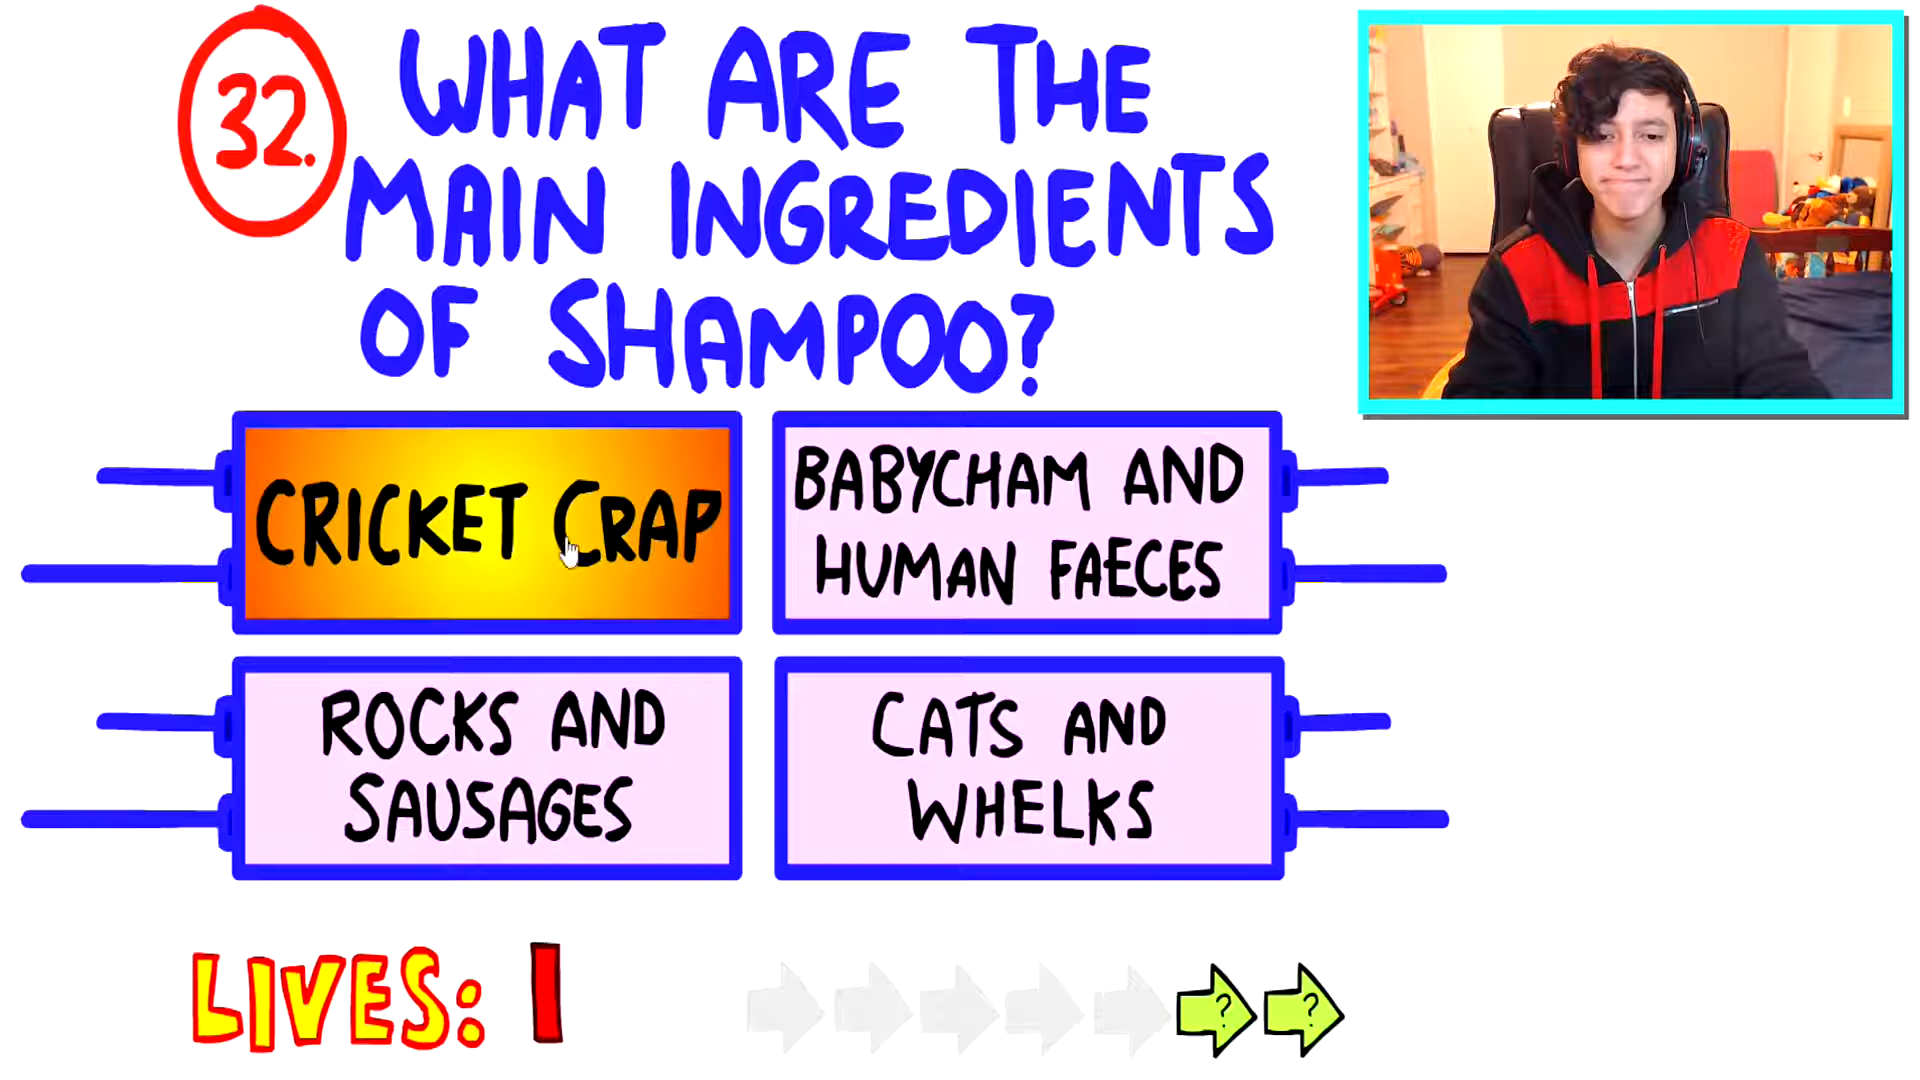 32.
WHAT ARE THE
MAIN INGREDIENTS
OF SHAMPOO?
CRICKET CRAP
BABYCHAM AND
HUMAN FAECES
ROCKS AND
SAUSAGES
CATS AND
WHELKS
LIVES: 1
? ?